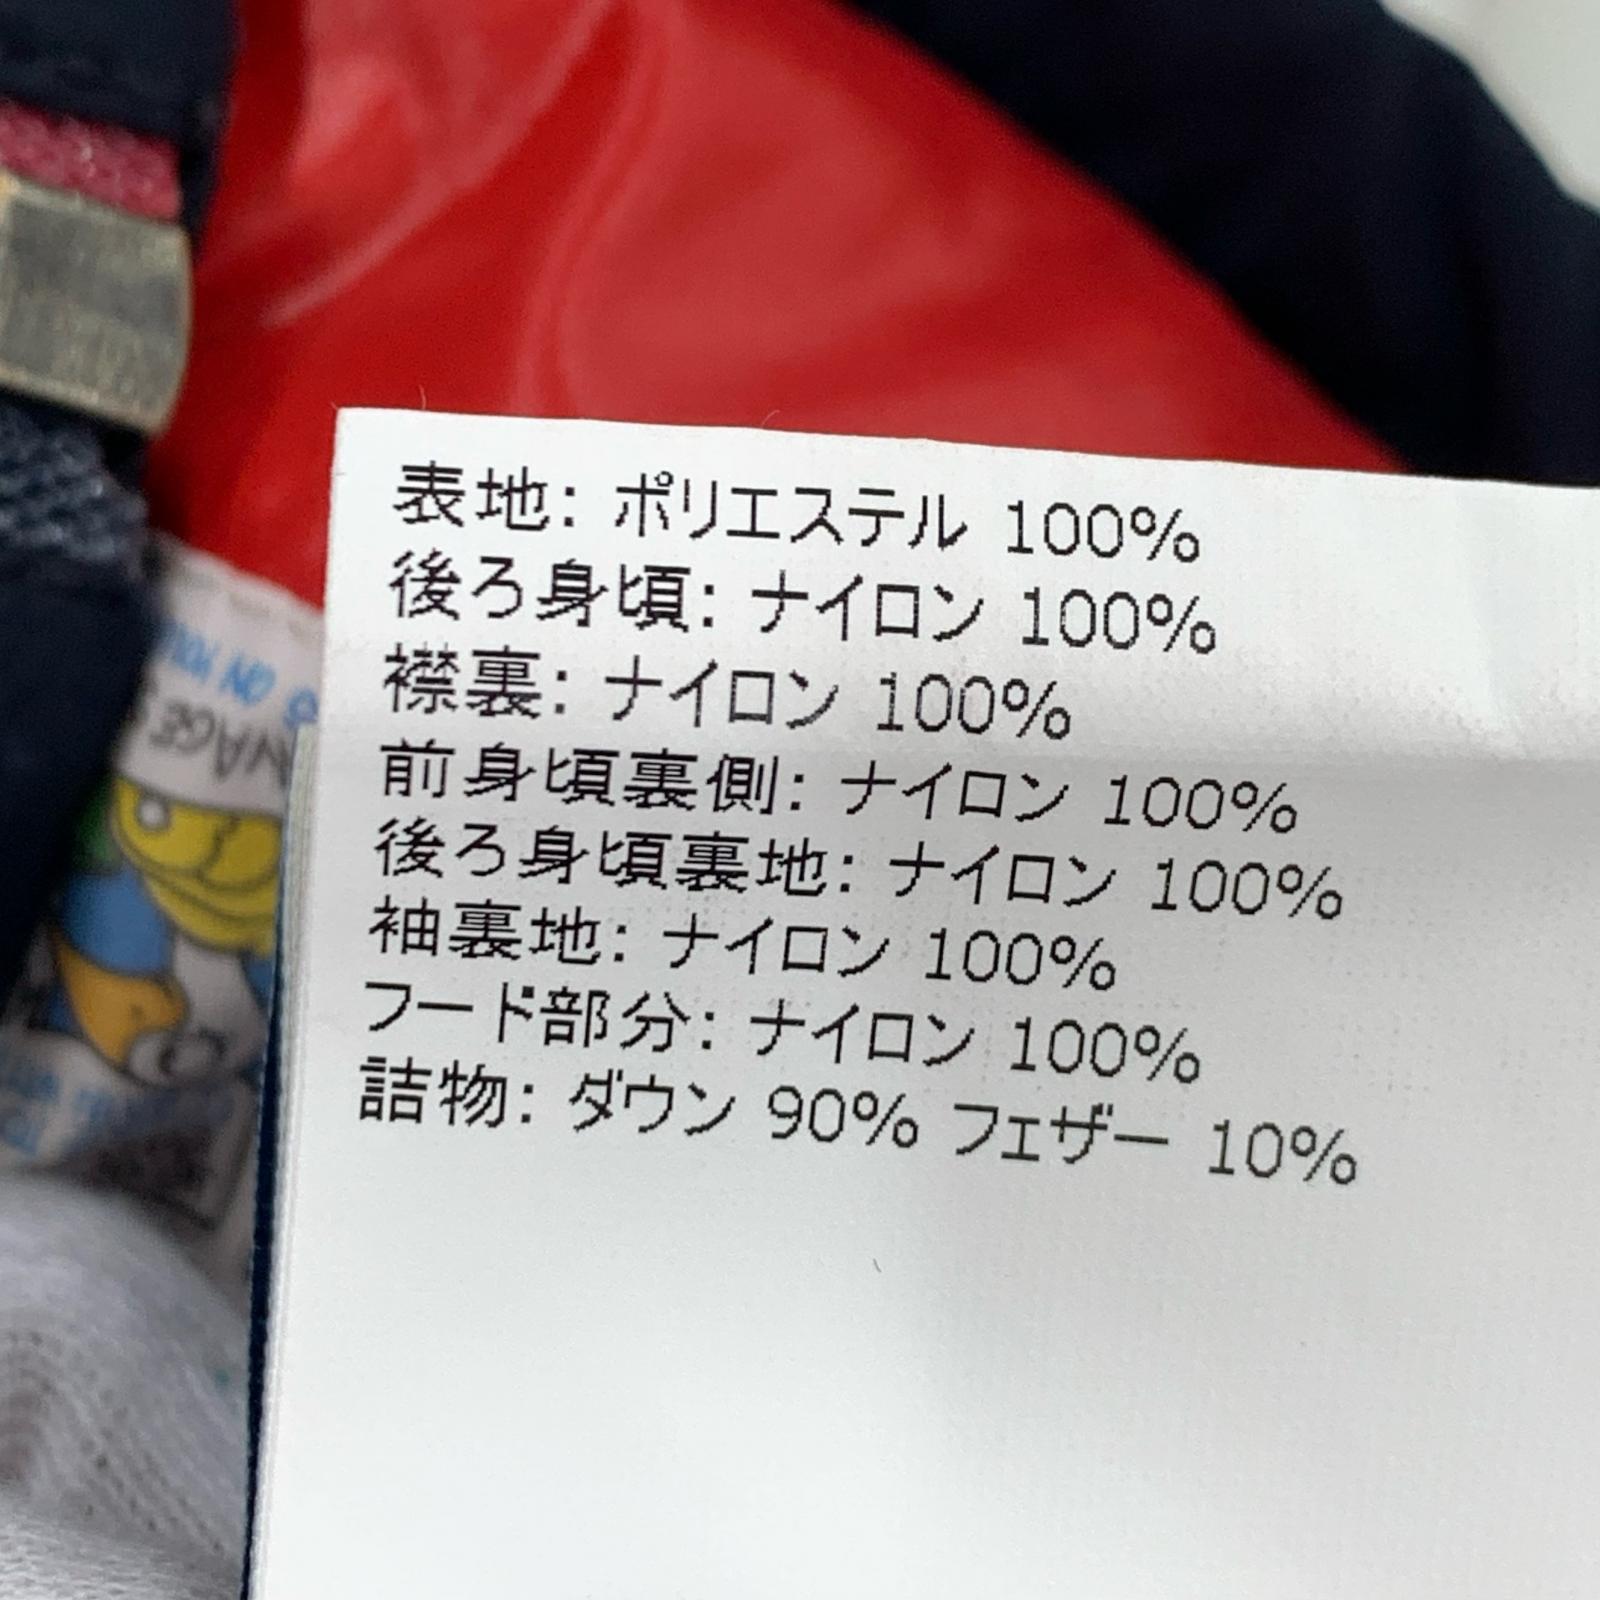 表地: ポリエステル 100%
後ろ身頃: ナイロン 100%
襟裏: ナイロン 100%
前身頃裏側: ナイロン 100%
後ろ身頃裏地: ナイロン 100%
袖裏地: ナイロン 100%
フード部分: ナイロン 100%
詰物: ダウン 90% フェザー 10%